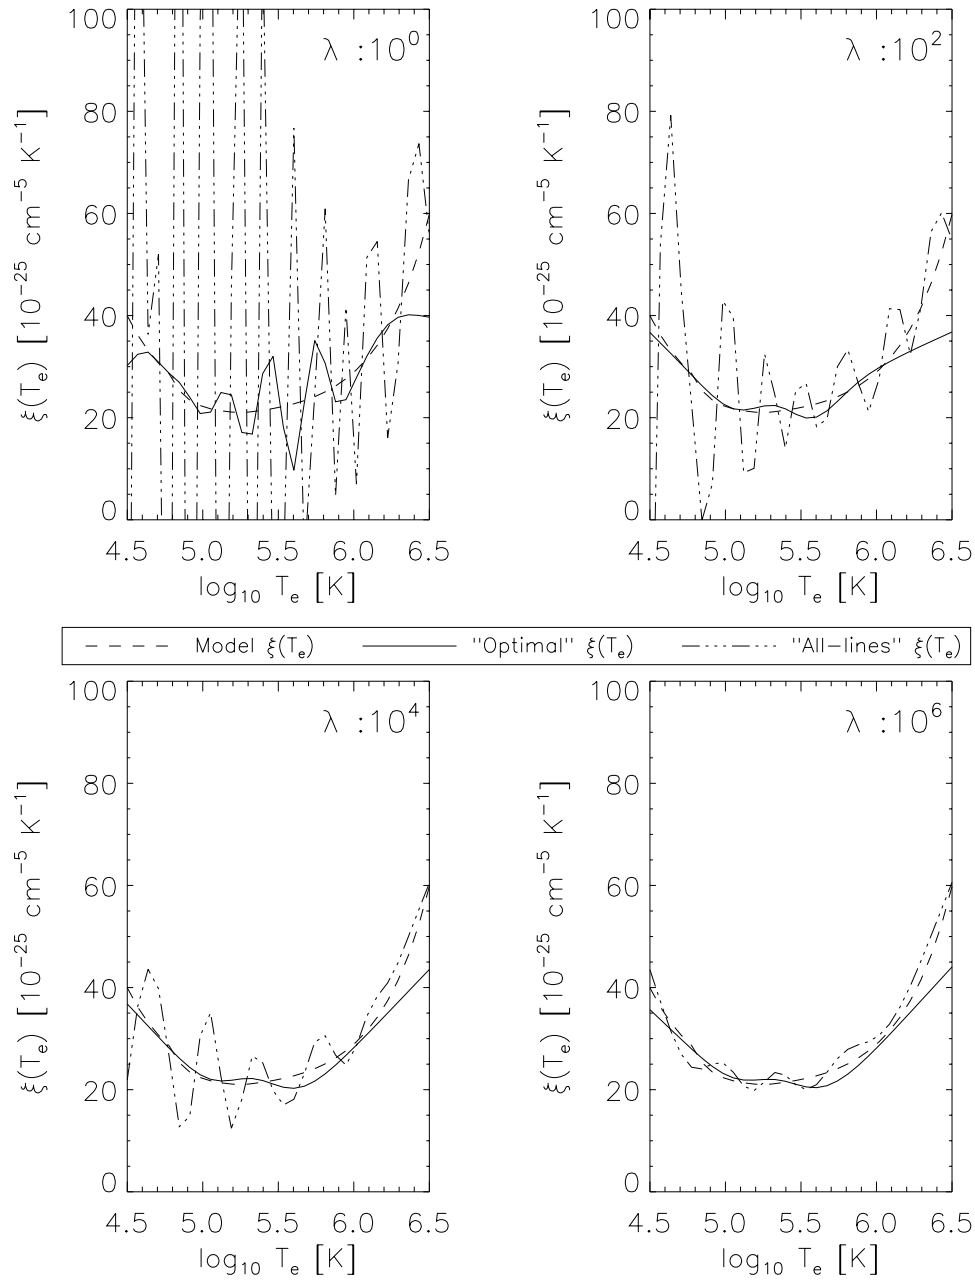 λ :10⁰
100
80
60
40
20
0
ξ(Tₑ) [10⁻²⁵ cm⁻⁵ K⁻¹]
4.5 5.0 5.5 6.0 6.5
log₁₀ Tₑ [K]
λ :10²
100
80
60
40
20
0
ξ(Tₑ) [10⁻²⁵ cm⁻⁵ K⁻¹]
4.5 5.0 5.5 6.0 6.5
log₁₀ Tₑ [K]
Model ξ(Tₑ) "Optimal" ξ(Tₑ) "All-lines" ξ(Tₑ)
λ :10⁴
100
80
60
40
20
0
ξ(Tₑ) [10⁻²⁵ cm⁻⁵ K⁻¹]
4.5 5.0 5.5 6.0 6.5
log₁₀ Tₑ [K]
λ :10⁶
100
80
60
40
20
0
ξ(Tₑ) [10⁻²⁵ cm⁻⁵ K⁻¹]
4.5 5.0 5.5 6.0 6.5
log₁₀ Tₑ [K]